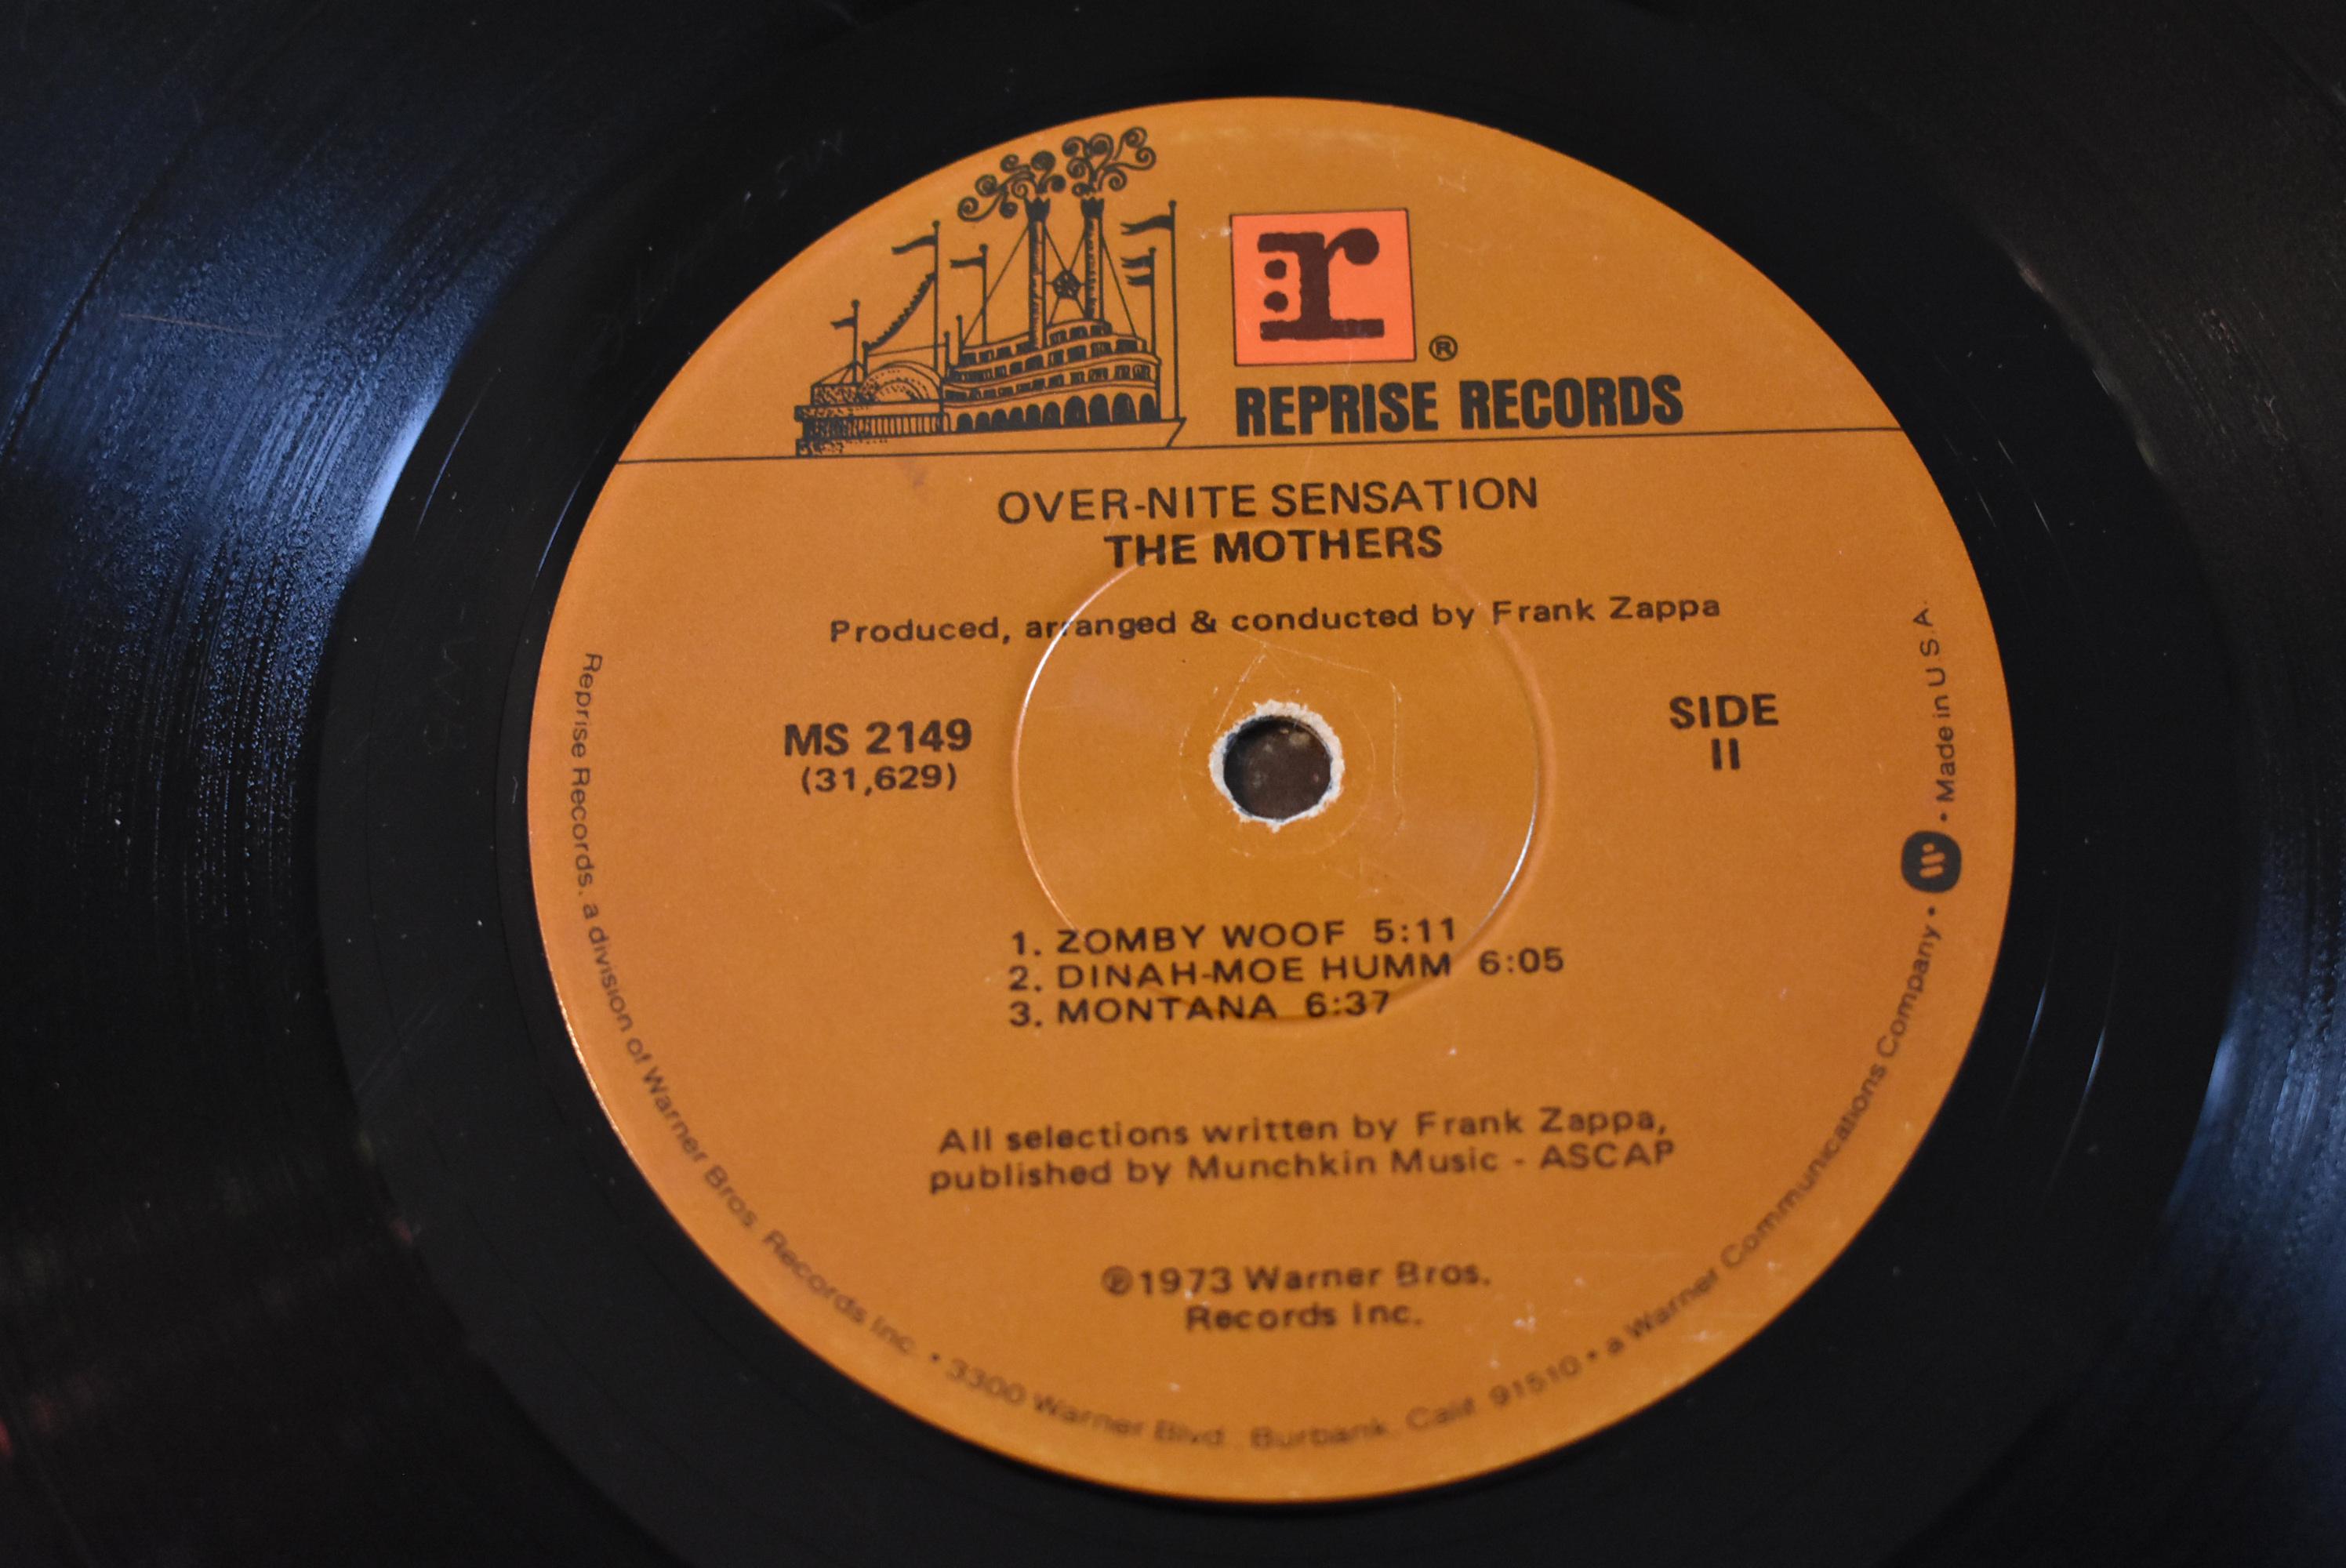 r:
®
REPRISE RECORDS
OVER-NITE SENSATION
THE MOTHERS
Produced, arranged & conducted by Frank Zappa
MS 2149
(31,629)
SIDE
II
1. ZOMBY WOOF 5:11
2. DINAH-MOE HUMM 6:05
3. MONTANA 6:37
All selections written by Frank Zappa,
published by Munchkin Music - ASCAP
℗1973 Warner Bros.
Records Inc.
Reprise Records, a division of Warner Bros. Records Inc. • 3300 Warner Blvd., Burbank, Calif. 91510 • a Warner Communications Company • W • Made in U.S.A.